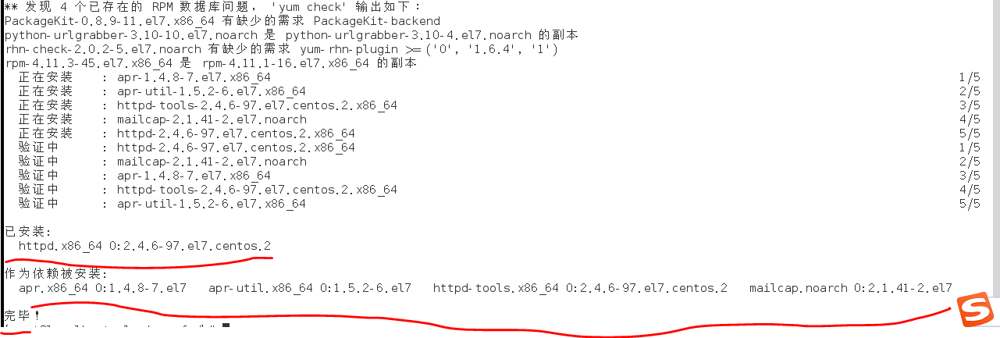 ** 发现 4 个已存在的 RPM 数据库问题， 'yum check' 输出如下：
PackageKit-0.8.9-11.el7.x86_64 有缺少的需求 PackageKit-backend
python-urlgrabber-3.10-10.el7.noarch 是 python-urlgrabber-3.10-4.el7.noarch 的副本
rhn-check-2.0.2-5.el7.noarch 有缺少的需求 yum-rhn-plugin >= ('0', '1.6.4', '1')
rpm-4.11.3-45.el7.x86_64 是 rpm-4.11.1-16.el7.x86_64 的副本
正在安装 : apr-1.4.8-7.el7.x86_64 1/5
正在安装 : apr-util-1.5.2-6.el7.x86_64 2/5
正在安装 : httpd-tools-2.4.6-97.el7.centos.2.x86_64 3/5
正在安装 : mailcap-2.1.41-2.el7.noarch 4/5
正在安装 : httpd-2.4.6-97.el7.centos.2.x86_64 5/5
验证中 : httpd-2.4.6-97.el7.centos.2.x86_64 1/5
验证中 : mailcap-2.1.41-2.el7.noarch 2/5
验证中 : apr-1.4.8-7.el7.x86_64 3/5
验证中 : httpd-tools-2.4.6-97.el7.centos.2.x86_64 4/5
验证中 : apr-util-1.5.2-6.el7.x86_64 5/5
已安装:
httpd.x86_64 0:2.4.6-97.el7.centos.2
作为依赖被安装:
apr.x86_64 0:1.4.8-7.el7 apr-util.x86_64 0:1.5.2-6.el7 httpd-tools.x86_64 0:2.4.6-97.el7.centos.2 mailcap.noarch 0:2.1.41-2.el7
完毕！
S